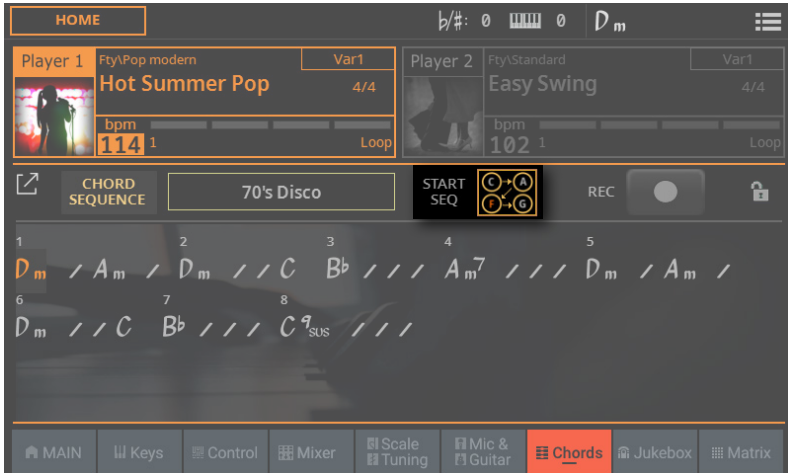 HOME ♭/♯: 0 0 Dm
Player 1 Fty\Pop modern Var1
Hot Summer Pop 4/4
bpm
114 1 Loop
Player 2 Fty\Standard Var1
Easy Swing 4/4
bpm
102 1 Loop
CHORD SEQUENCE 70's Disco START SEQ C A F G REC
1 2 3 4 5
Dm / Am / Dm / / C B♭ / / / Am7 / / / Dm / Am /
6 7 8
Dm / / C B♭ / / / C9sus / / /
MAIN Keys Control Mixer Scale Tuning Mic & Guitar Chords Jukebox Matrix